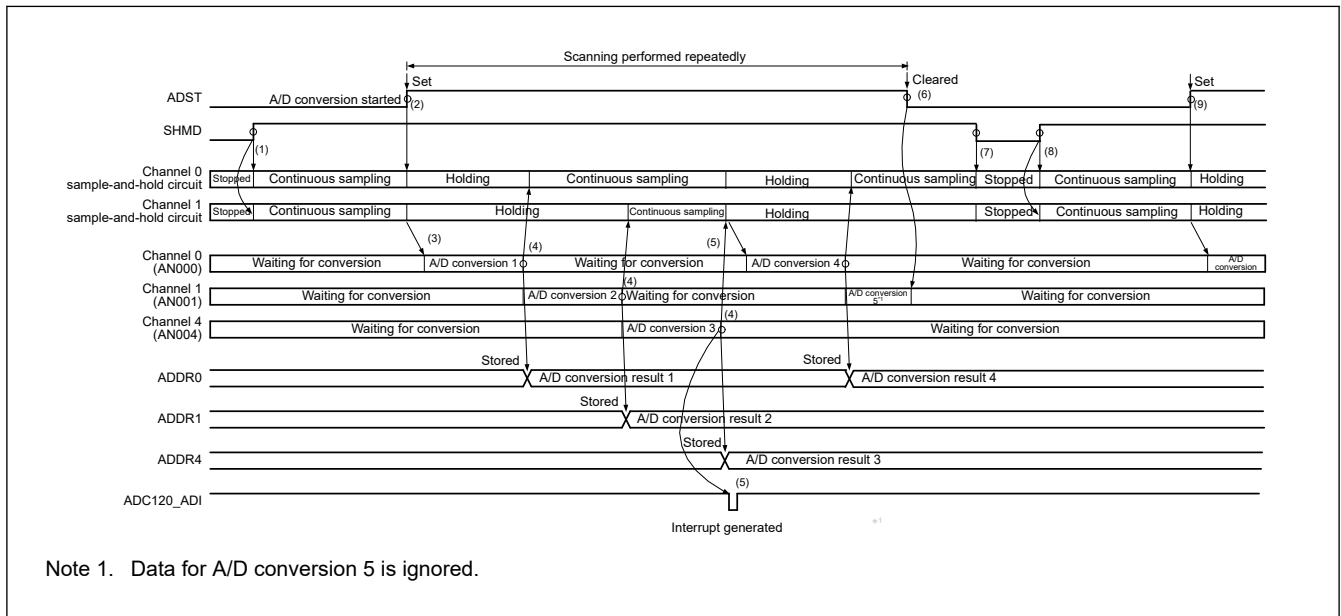 Scanning performed repeatedly
Set Cleared Set
ADST A/D conversion started (2) (6) (9)
SHMD (1) (7) (8)
Channel 0
sample-and-hold circuit Stopped Continuous sampling Holding Continuous sampling Holding Continuous sampling Stopped Continuous sampling Holding
Channel 1
sample-and-hold circuit Stopped Continuous sampling Holding Continuous sampling Holding Stopped Continuous sampling Holding
(3) (4) (5)
Channel 0
(AN000) Waiting for conversion A/D conversion 1 Waiting for conversion A/D conversion 4 Waiting for conversion A/D conversion
(4)
Channel 1
(AN001) Waiting for conversion A/D conversion 2 Waiting for conversion A/D conversion 5*1 Waiting for conversion
(4)
Channel 4
(AN004) Waiting for conversion A/D conversion 3 Waiting for conversion
Stored Stored
ADDR0 A/D conversion result 1 A/D conversion result 4
Stored
ADDR1 A/D conversion result 2
Stored
ADDR4 A/D conversion result 3
ADC120_ADI (5)
Interrupt generated *1
Note 1. Data for A/D conversion 5 is ignored.